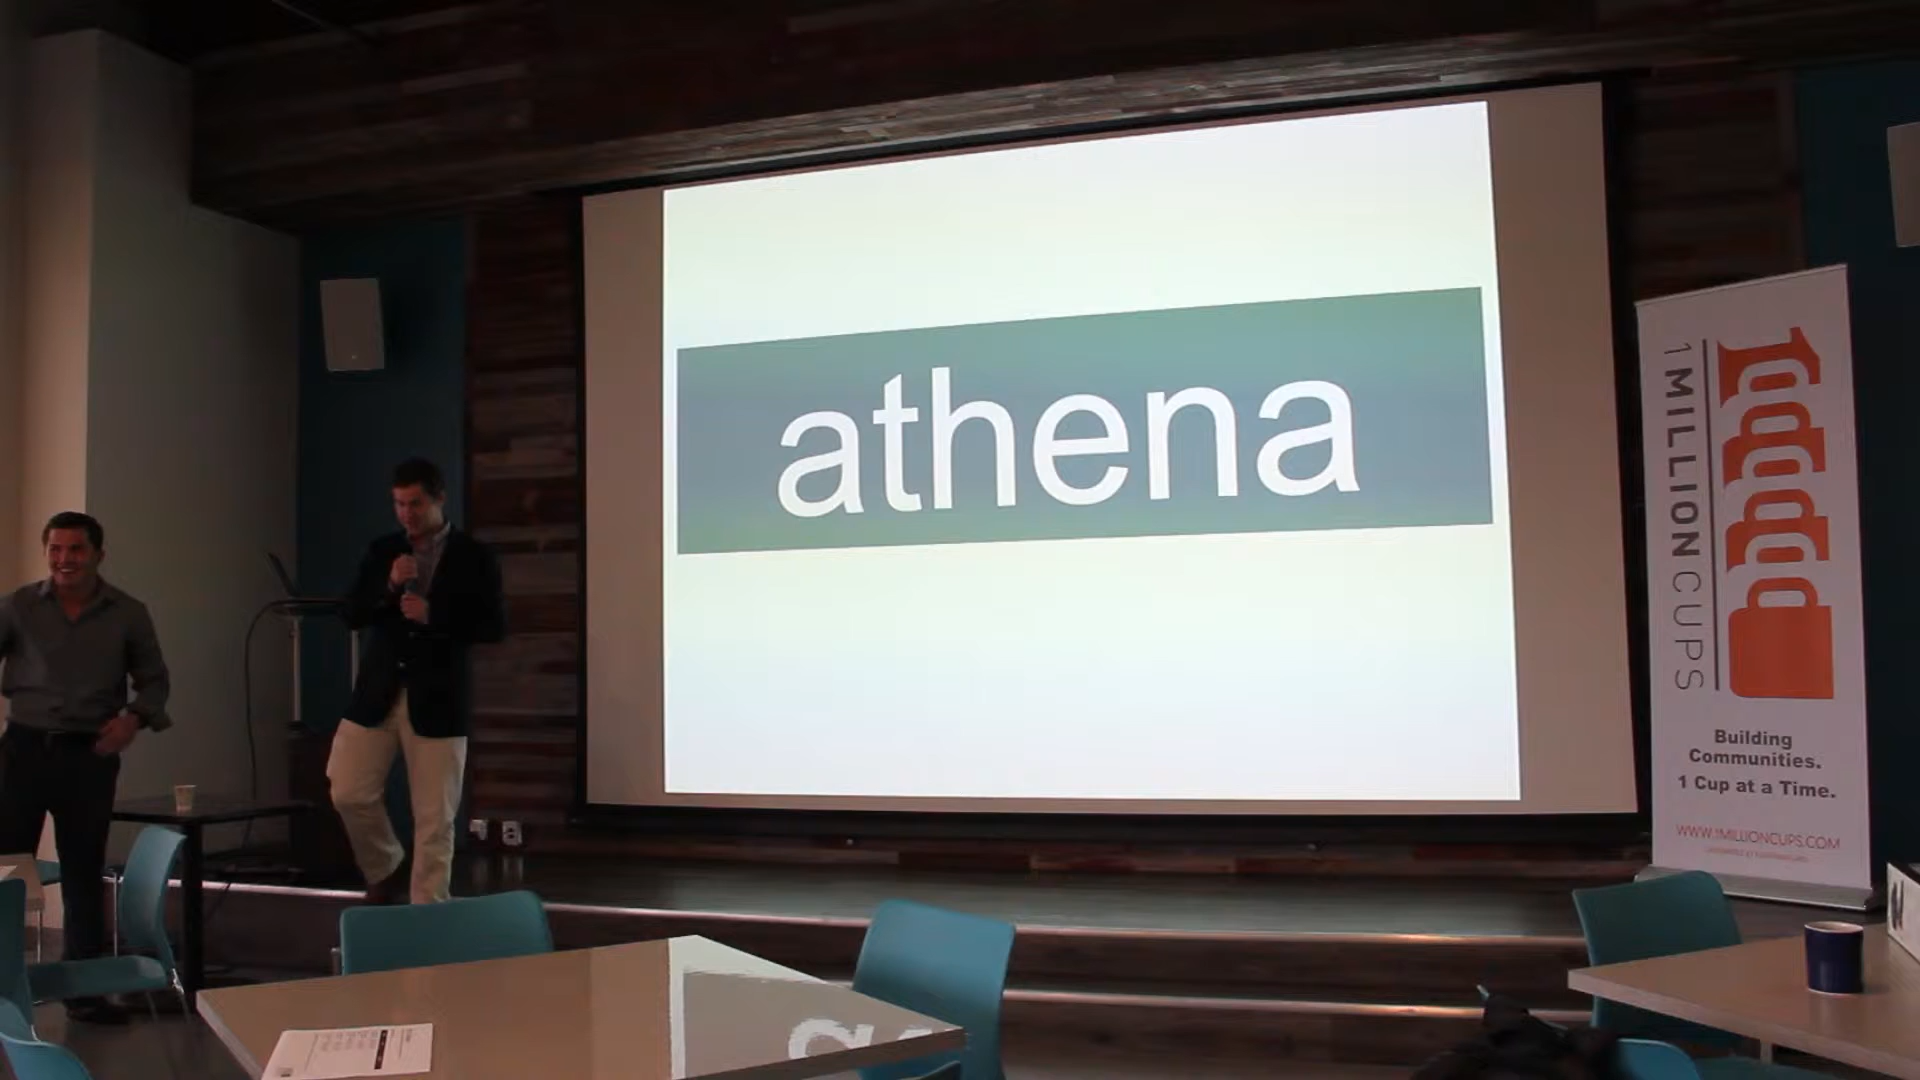 athena
1 MILLION CUPS
Building
Communities.
1 Cup at a Time.
WWW.1MILLIONCUPS.COM